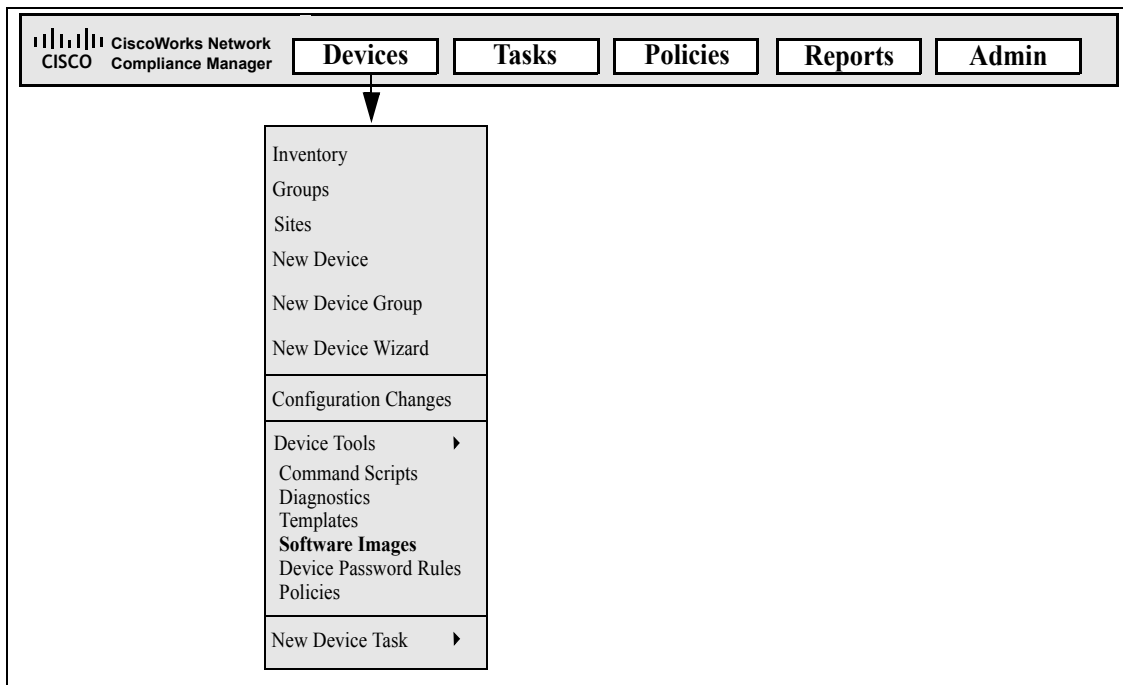 CISCO
CiscoWorks Network
Compliance Manager
Devices
Tasks
Policies
Reports
Admin
Inventory
Groups
Sites
New Device
New Device Group
New Device Wizard
Configuration Changes
Device Tools
Command Scripts
Diagnostics
Templates
Software Images
Device Password Rules
Policies
New Device Task